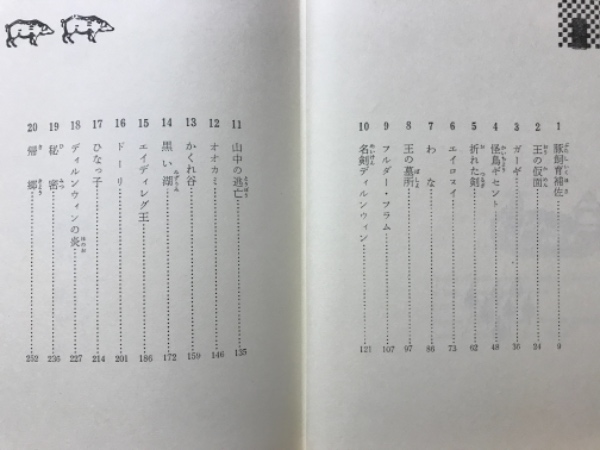 1 豚飼育補佐 9
2 王の仮面 24
3 ガーギ 36
4 怪鳥ギセント 48
5 折れた剣 62
6 エイロヌイ 73
7 わな 86
8 王の墓所 97
9 フルダー・フラム 107
10 名剣ディルンウィン 121
11 山中の逃亡 135
12 オオカミ 146
13 かくれ谷 159
14 黒い湖 172
15 エイディレグ王 186
16 ドーリ 201
17 ひなっ子 214
18 ディルンウィンの炎 227
19 秘密 236
20 帰郷 252